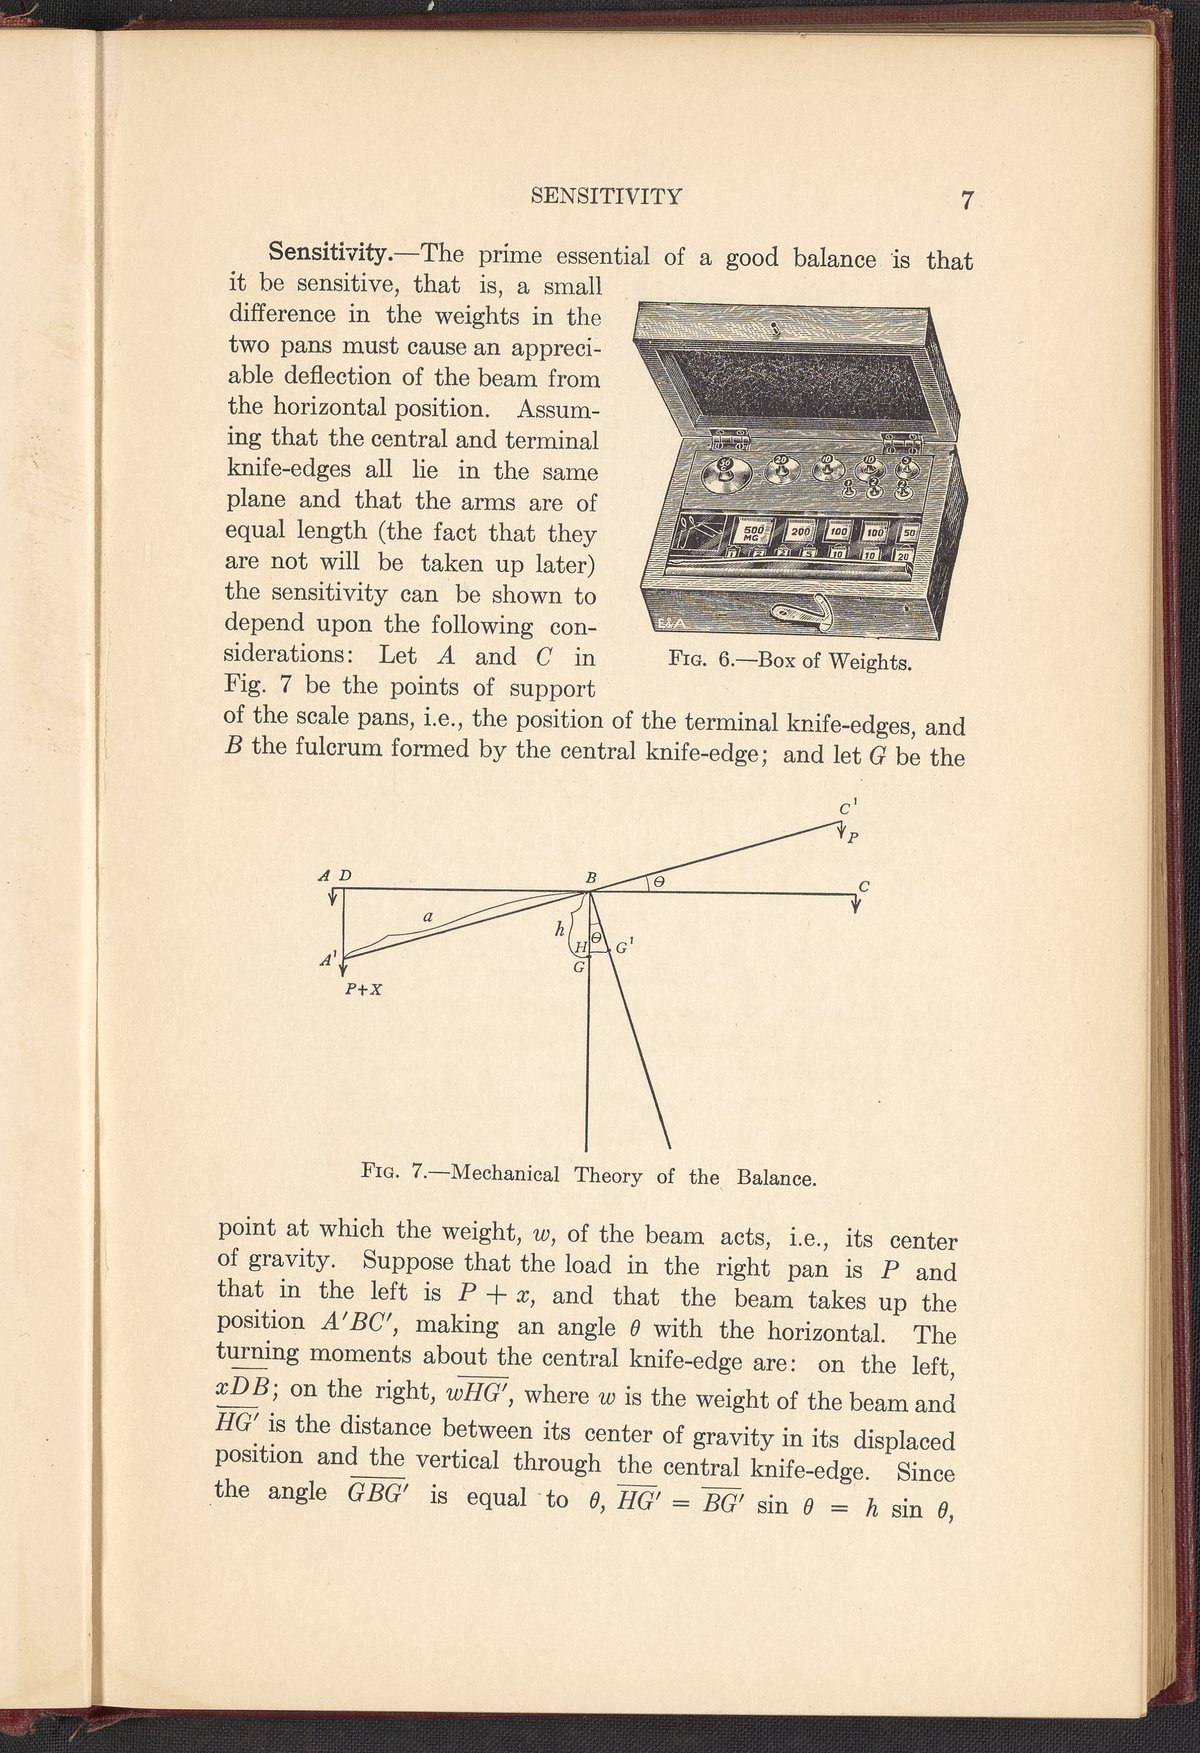 SENSITIVITY 7
Sensitivity.—The prime essential of a good balance is that
it be sensitive, that is, a small
difference in the weights in the
two pans must cause an appreci-
able deflection of the beam from
the horizontal position. Assum-
ing that the central and terminal
knife-edges all lie in the same
plane and that the arms are of
equal length (the fact that they
are not will be taken up later)
the sensitivity can be shown to
depend upon the following con-
siderations: Let A and C in
Fig. 7 be the points of support
20 10 10 5
500 MG 200 100 100 50
10 10 20
E&A
FIG. 6.—Box of Weights.
of the scale pans, i.e., the position of the terminal knife-edges, and
B the fulcrum formed by the central knife-edge; and let G be the
C'
P
A D B θ C
a
h
θ
H G'
A' G
P+X
FIG. 7.—Mechanical Theory of the Balance.
point at which the weight, w, of the beam acts, i.e., its center
of gravity. Suppose that the load in the right pan is P and
that in the left is P + x, and that the beam takes up the
position A'BC', making an angle θ with the horizontal. The
turning moments about the central knife-edge are: on the left,
xD̅B̅; on the right, wH̅G̅', where w is the weight of the beam and
H̅G̅' is the distance between its center of gravity in its displaced
position and the vertical through the central knife-edge. Since
the angle G̅B̅G̅' is equal to θ, H̅G̅' = B̅G̅' sin θ = h sin θ,